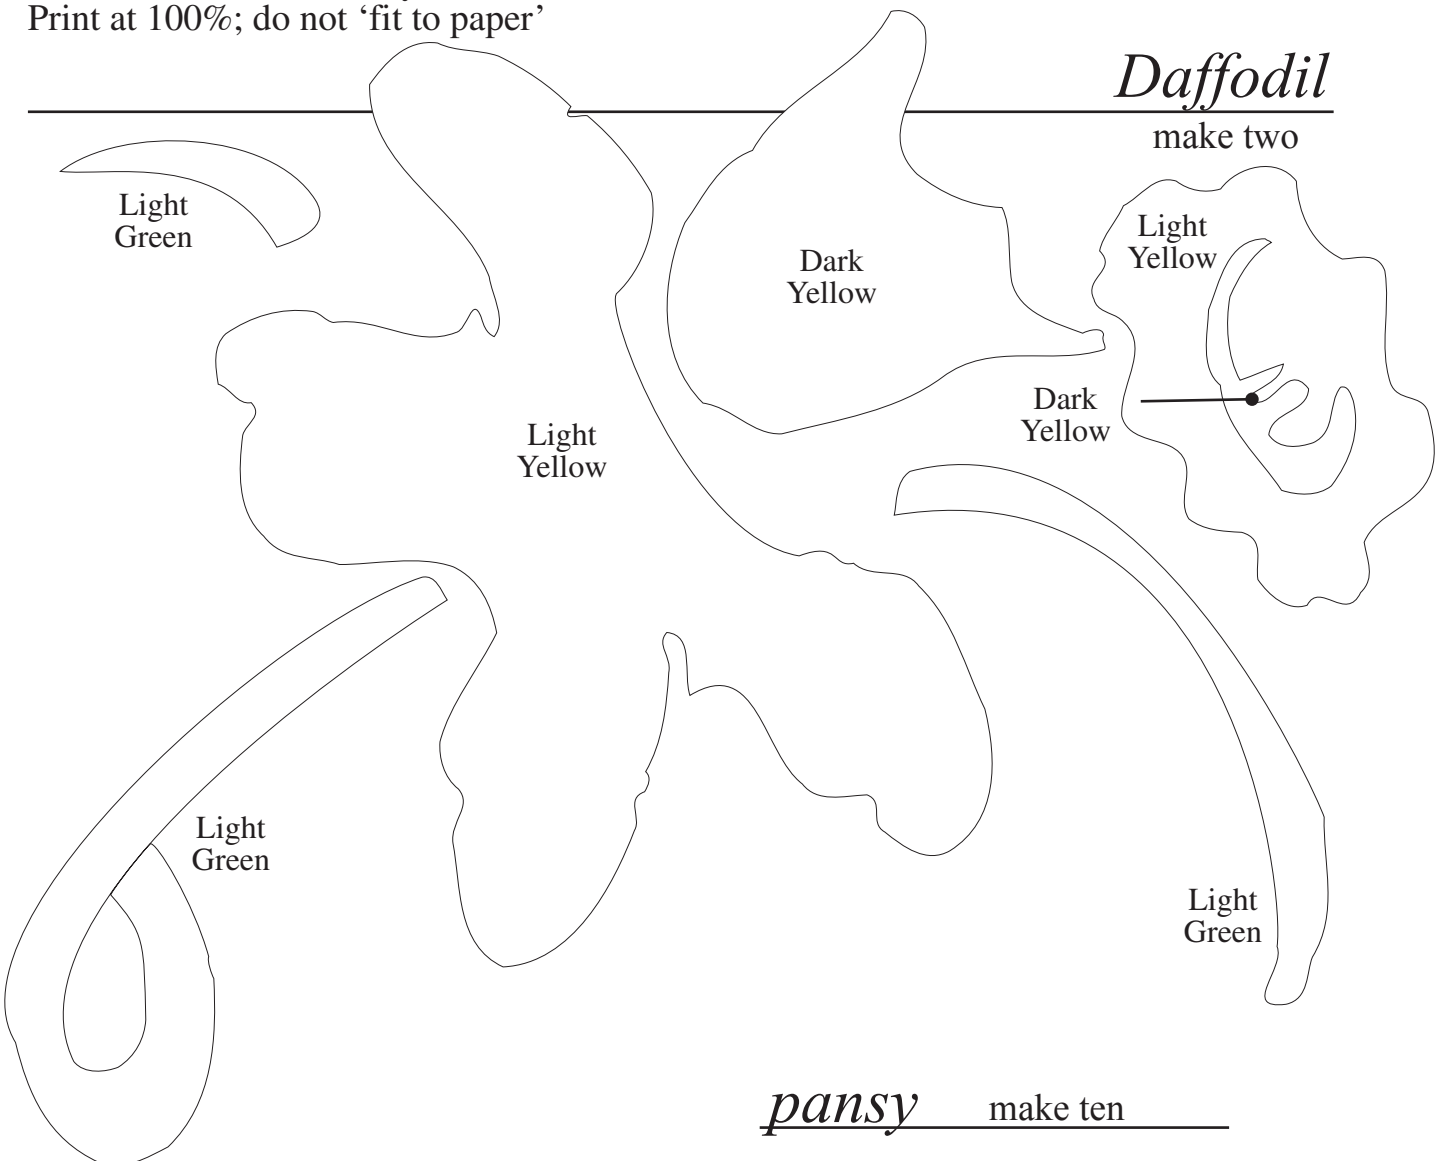 Print at 100%; do not ‘fit to paper’
Daffodil
make two
Light
Green
Dark
Yellow
Light
Yellow
Dark
Yellow
Light
Yellow
Light
Green
Light
Green
pansy make ten